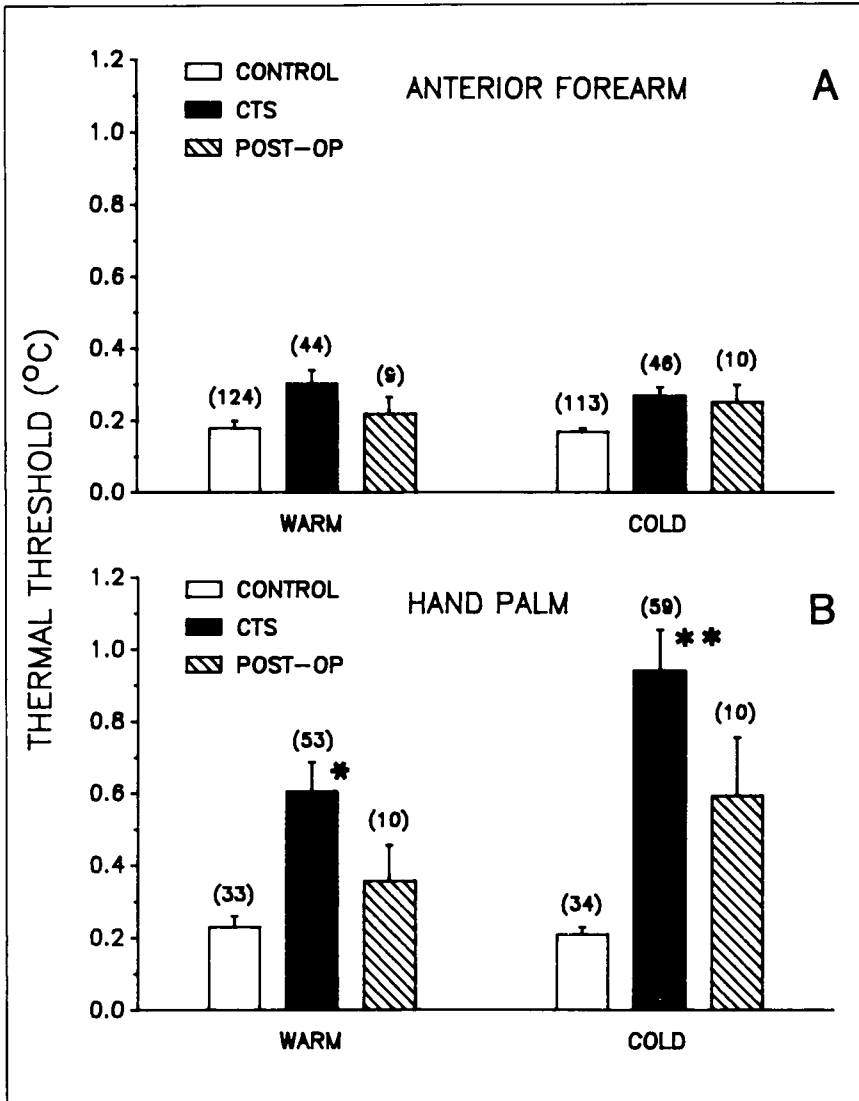 THERMAL THRESHOLD (°C)
ANTERIOR FOREARM
A
CONTROL
CTS
POST-OP
1.2
1.0
0.8
0.6
0.4
0.2
0.0
(124)
(44)
(9)
(113)
(46)
(10)
WARM
COLD
HAND PALM
B
CONTROL
CTS
POST-OP
1.2
1.0
0.8
0.6
0.4
0.2
0.0
(33)
(53)
*
(10)
(34)
(59)
**
(10)
WARM
COLD